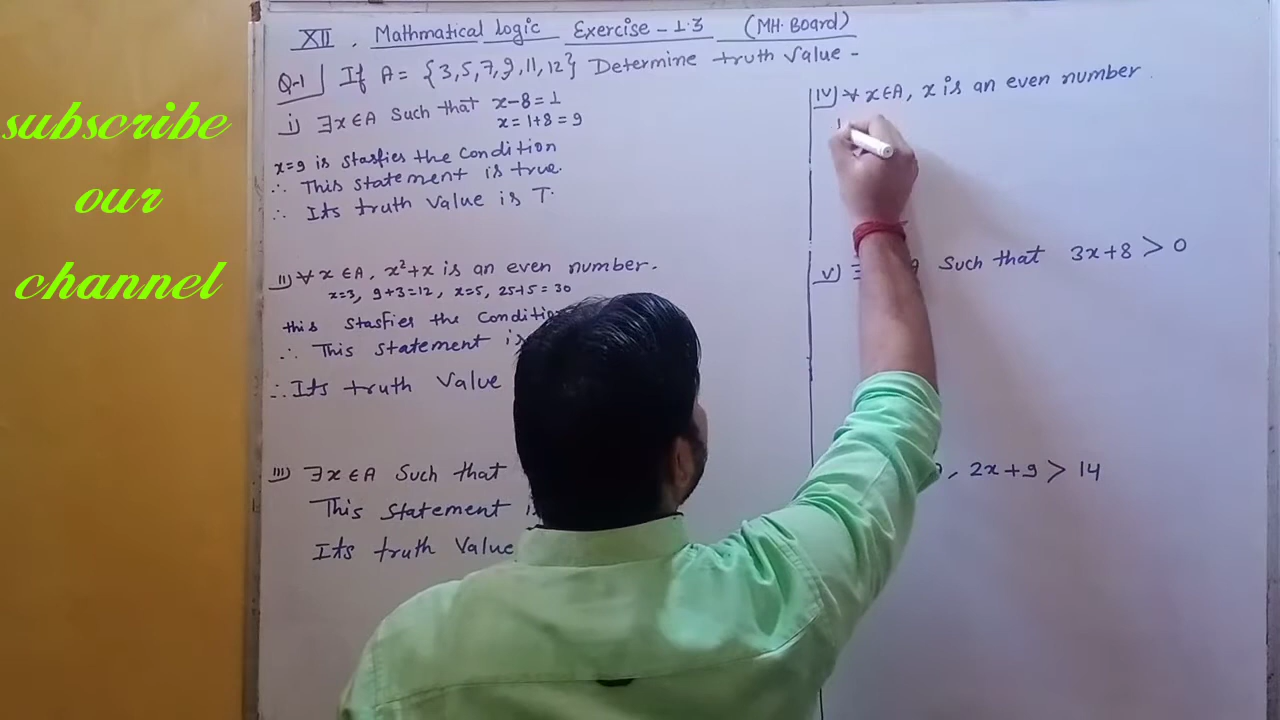 subscribe
our
channel
XII. Mathmatical logic Exercise - 1.3 (MH. Board)
Q-1] If A = {3,5,7,9,11,12} Determine truth value -
i) ∃x∈A Such that x-8=1
x=1+8=9
x=9 is stasfies the Condition
∴ This statement is true.
∴ Its truth value is T.
II) ∀ x ∈A, x²+x is an even number.
x=3, 9+3=12, x=5, 25+5=30
this stasfies the Condition
∴ This statement is
∴ Its truth value
III) ∃x∈A Such that
This statement
Its truth value
IV) ∀ x∈A, x is an even number.
V) ∃ Such that 3x+8 > 0
, 2x+9 > 14